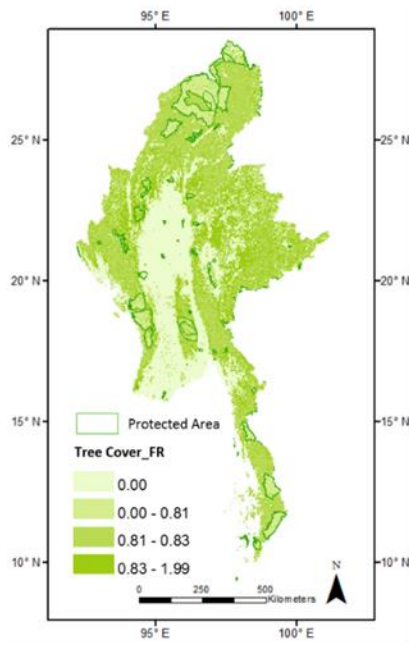 95° E 100° E
25° N 25° N
20° N 20° N
15° N 15° N
10° N 10° N
Protected Area
Tree Cover_FR
0.00
0.00 - 0.81
0.81 - 0.83
0.83 - 1.99
N
0 250 500
Kilometers
95° E 100° E